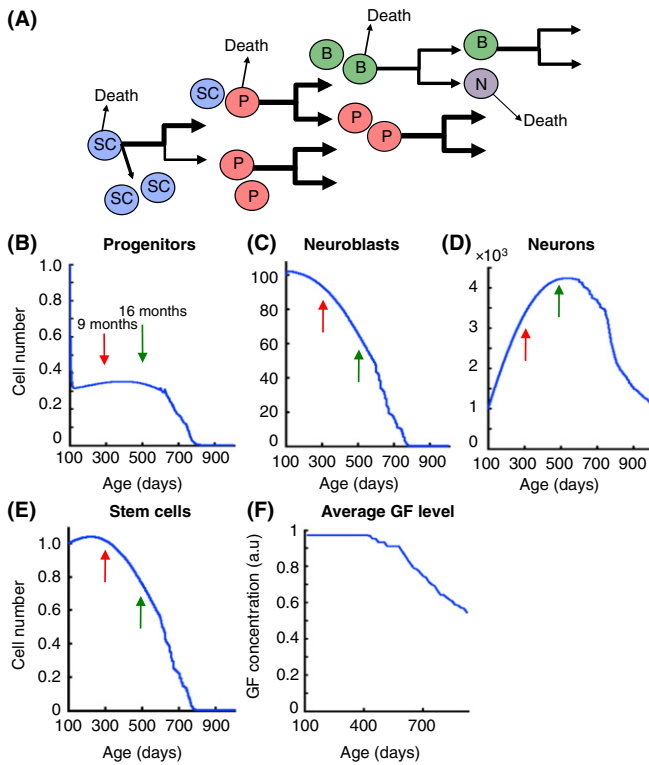 (A)
Death
B
B
Death
SC
P
B
N
Death
Death
SC
P
P
SC
SC
P
P
(B) Progenitors
Cell number
1.0
0.8
0.6
0.4
0.2
0
9 months
16 months
100 300 500 700 900
Age (days)
(C) Neuroblasts
100
80
60
40
20
0
100 300 500 700 900
Age (days)
(D) Neurons
×10³
4
3
2
1
0
100 300 500 700 900
Age (days)
(E) Stem cells
Cell number
1.0
0.8
0.6
0.4
0.2
0
100 300 500 700 900
Age (days)
(F) Average GF level
GF concentration (a.u)
1
0.8
0.6
0.4
0.2
0
100 400 700
Age (days)